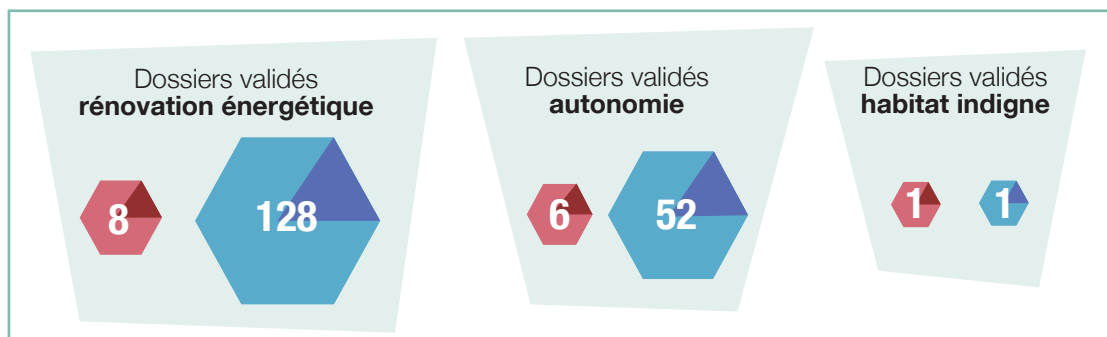 Dossiers validés
rénovation énergétique
8
128
Dossiers validés
autonomie
6
52
Dossiers validés
habitat indigne
1
1